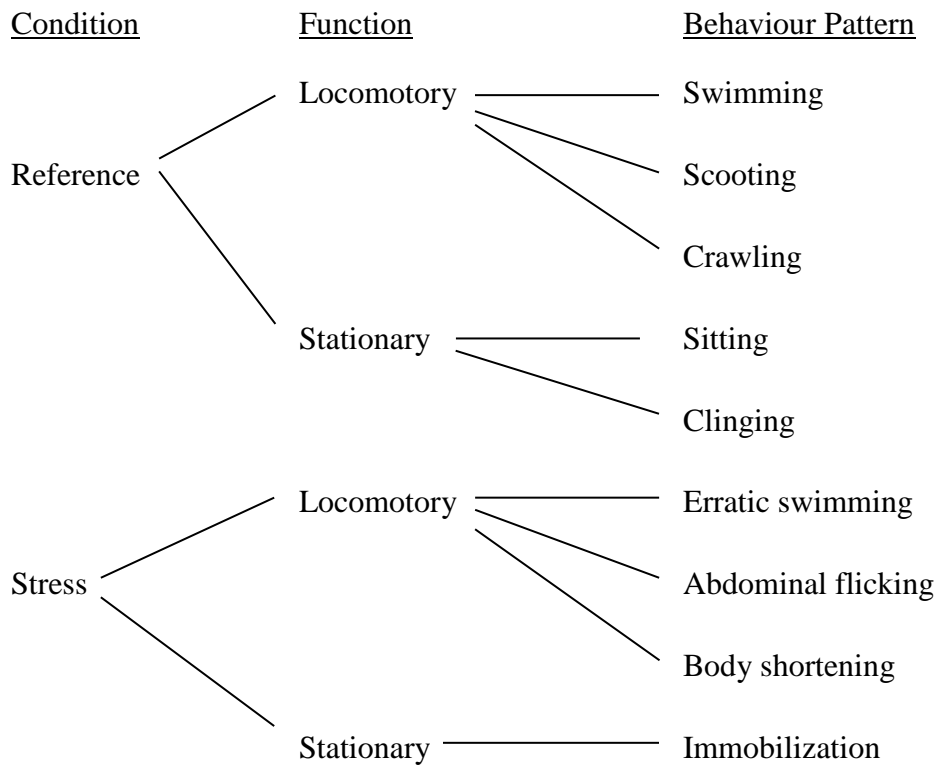 Condition Function Behaviour Pattern
Locomotory Swimming
Reference Scooting
Crawling
Stationary Sitting
Clinging
Locomotory Erratic swimming
Stress Abdominal flicking
Body shortening
Stationary Immobilization